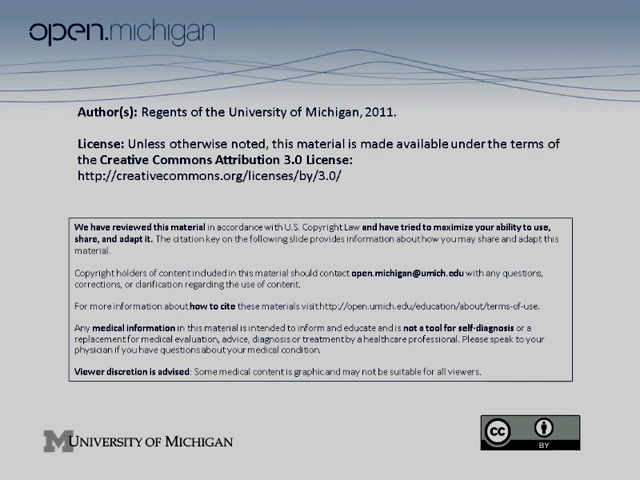 open.michigan
Author(s): Regents of the University of Michigan, 2011.
License: Unless otherwise noted, this material is made available under the terms of
the Creative Commons Attribution 3.0 License:
http://creativecommons.org/licenses/by/3.0/
We have reviewed this material in accordance with U.S. Copyright Law and have tried to maximize your ability to use,
share, and adapt it. The citation key on the following slide provides information about how you may share and adapt this
material.
Copyright holders of content included in this material should contact open.michigan@umich.edu with any questions,
corrections, or clarification regarding the use of content.
For more information about how to cite these materials visit http://open.umich.edu/education/about/terms-of-use.
Any medical information in this material is intended to inform and educate and is not a tool for self-diagnosis or a
replacement for medical evaluation, advice, diagnosis or treatment by a healthcare professional. Please speak to your
physician if you have questions about your medical condition.
Viewer discretion is advised: Some medical content is graphic and may not be suitable for all viewers.
M UNIVERSITY OF MICHIGAN
cc
BY